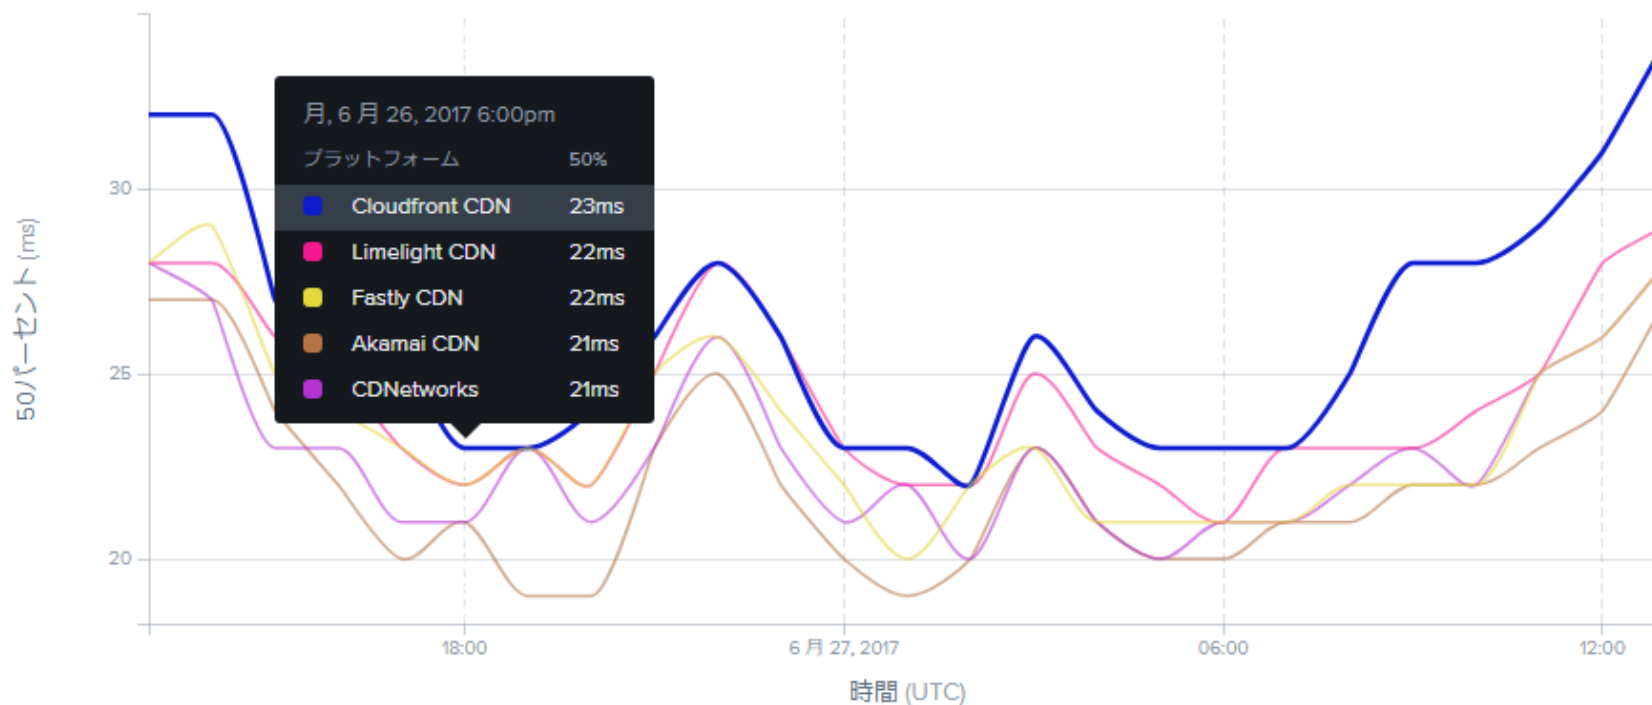 月, 6 月 26, 2017 6:00pm
プラットフォーム 50%
Cloudfront CDN 23ms
Limelight CDN 22ms
Fastly CDN 22ms
Akamai CDN 21ms
CDNetworks 21ms
30
25
20
50パーセント (ms)
18:00 6 月 27, 2017 06:00 12:00
時間 (UTC)